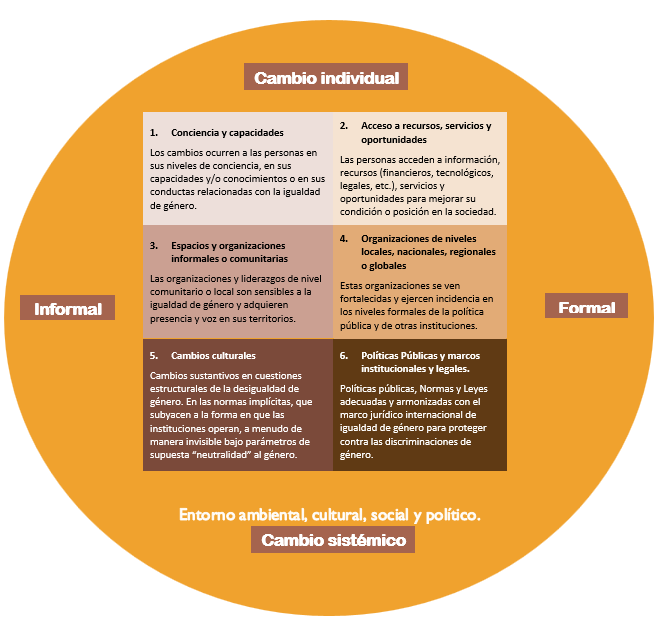 Cambio individual
1. Conciencia y capacidades
Los cambios ocurren a las personas en
sus niveles de conciencia, en sus
capacidades y/o conocimientos o en sus
conductas relacionadas con la igualdad
de género.
2. Acceso a recursos, servicios y
oportunidades
Las personas acceden a información,
recursos (financieros, tecnológicos,
legales, etc.), servicios y
oportunidades para mejorar su
condición o posición en la sociedad.
3. Espacios y organizaciones
informales o comunitarias
Las organizaciones y liderazgos de nivel
comunitario o local son sensibles a la
igualdad de género y adquieren
presencia y voz en sus territorios.
4. Organizaciones de niveles
locales, nacionales, regionales
o globales
Estas organizaciones se ven
fortalecidas y ejercen incidencia en
los niveles formales de la política
pública y de otras instituciones.
Informal
Formal
5. Cambios culturales
Cambios sustantivos en cuestiones
estructurales de la desigualdad de
género. En las normas implícitas, que
subyacen a la forma en que las
instituciones operan, a menudo de
manera invisible bajo parámetros de
supuesta “neutralidad” al género.
6. Políticas Públicas y marcos
institucionales y legales.
Políticas públicas, Normas y Leyes
adecuadas y armonizadas con el
marco jurídico internacional de
igualdad de género para proteger
contra las discriminaciones de
género.
Entorno ambiental, cultural, social y político.
Cambio sistémico